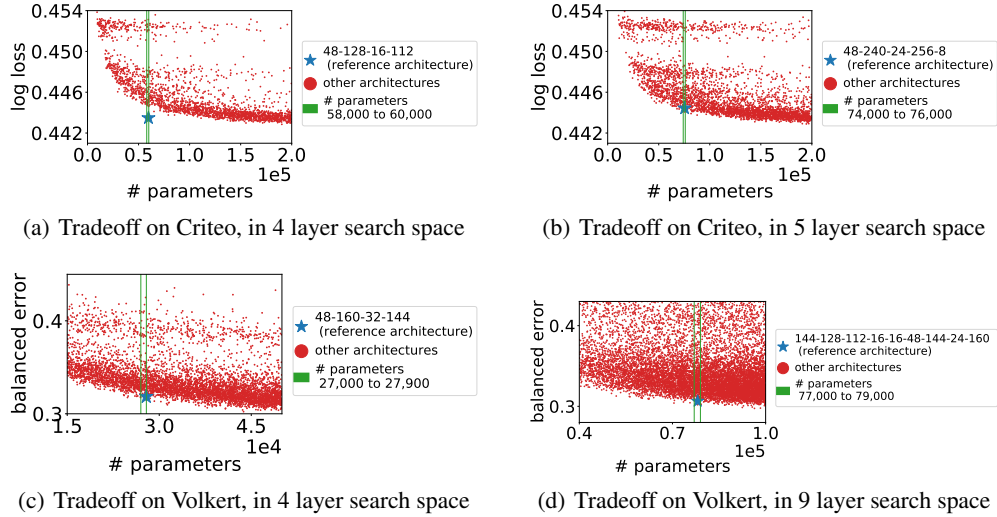 0.454
0.450
0.446
0.442
log loss
0.0 0.5 1.0 1.5 2.0
1e5
# parameters
48-128-16-112
(reference architecture)
other architectures
# parameters
58,000 to 60,000
(a) Tradeoff on Criteo, in 4 layer search space
0.454
0.450
0.446
0.442
log loss
0.0 0.5 1.0 1.5 2.0
1e5
# parameters
48-240-24-256-8
(reference architecture)
other architectures
# parameters
74,000 to 76,000
(b) Tradeoff on Criteo, in 5 layer search space
0.4
0.3
balanced error
1.5 3.0 4.5
1e4
# parameters
48-160-32-144
(reference architecture)
other architectures
# parameters
27,000 to 27,900
(c) Tradeoff on Volkert, in 4 layer search space
0.4
0.3
balanced error
0.4 0.7 1.0
1e5
# parameters
144-128-112-16-16-48-144-24-160
(reference architecture)
other architectures
# parameters
77,000 to 79,000
(d) Tradeoff on Volkert, in 9 layer search space